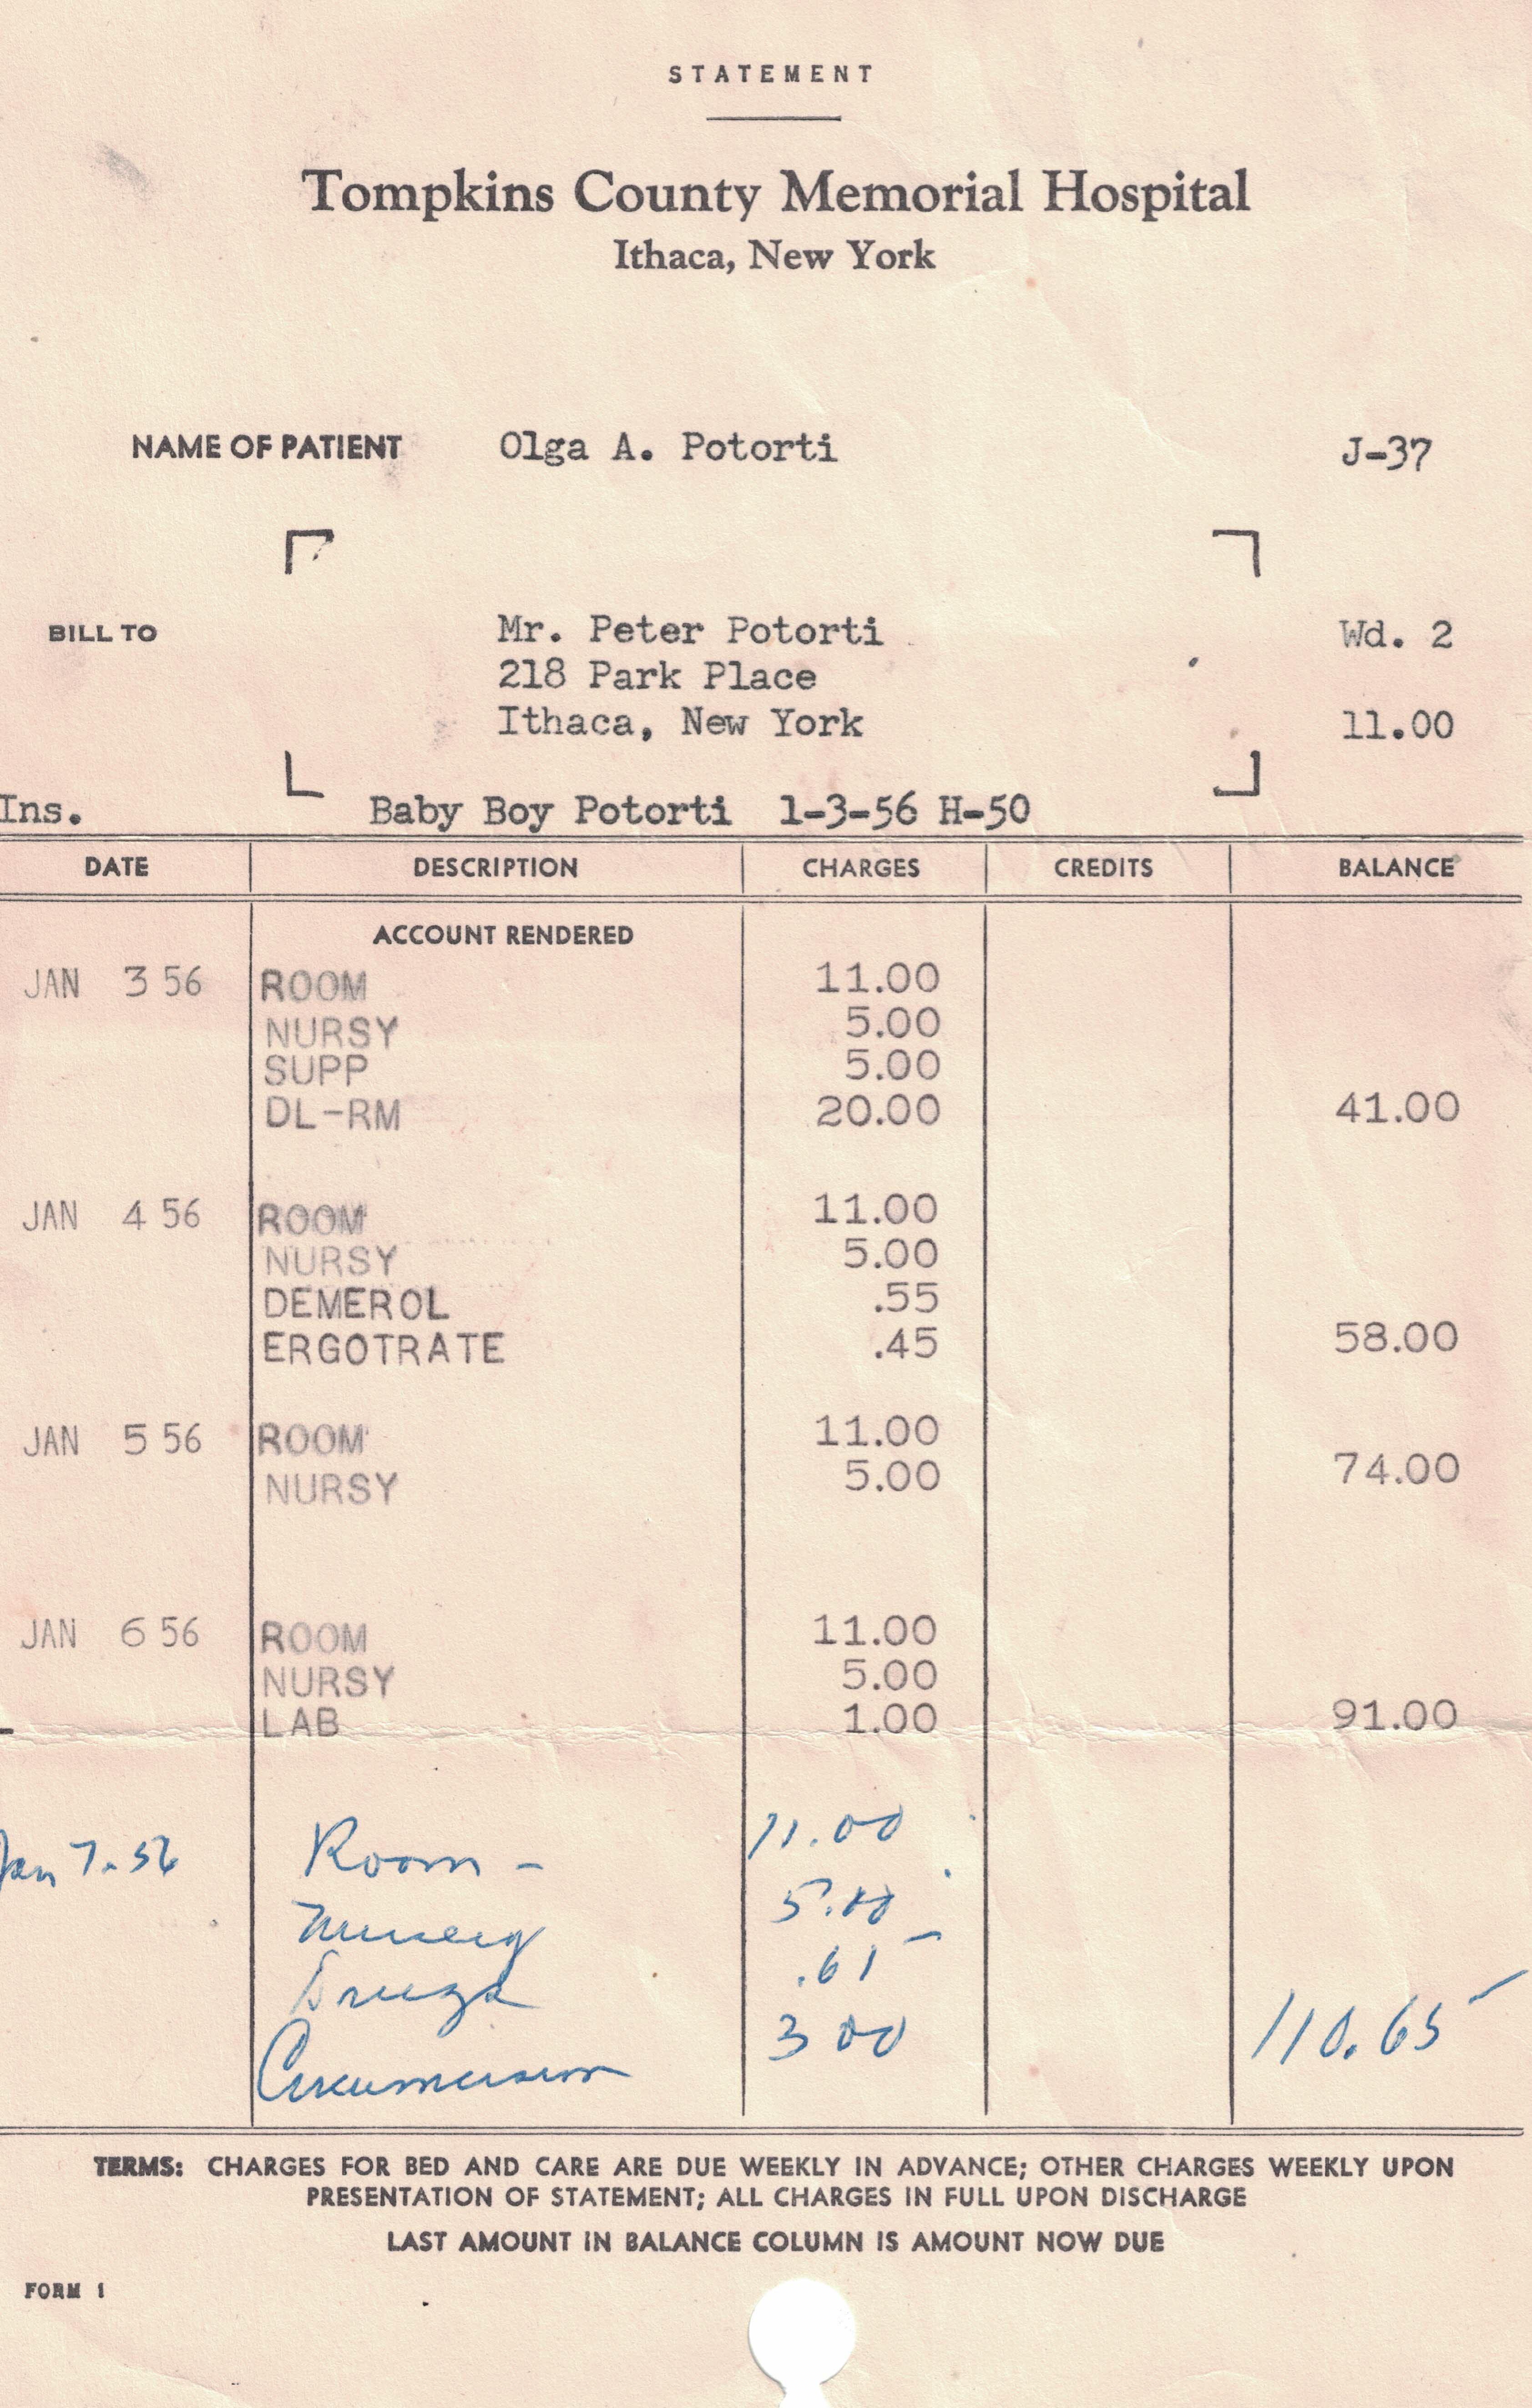 STATEMENT
Tompkins County Memorial Hospital
Ithaca, New York
NAME OF PATIENT Olga A. Potorti J-37
BILL TO Mr. Peter Potorti Wd. 2
218 Park Place
Ithaca, New York 11.00
Ins. Baby Boy Potorti 1-3-56 H-50
DATE DESCRIPTION CHARGES CREDITS BALANCE
ACCOUNT RENDERED
JAN 3 56 ROOM 11.00
NURSY 5.00
SUPP 5.00
DL-RM 20.00 41.00
JAN 4 56 ROOM 11.00
NURSY 5.00
DEMEROL .55
ERGOTRATE .45 58.00
JAN 5 56 ROOM 11.00
NURSY 5.00 74.00
JAN 6 56 ROOM 11.00
NURSY 5.00
LAB 1.00 91.00
Jan 7-56 Room - 11.00
Nursery 5.00
Drugs .65
Circumcision 3 00 110.65
TERMS: CHARGES FOR BED AND CARE ARE DUE WEEKLY IN ADVANCE; OTHER CHARGES WEEKLY UPON
PRESENTATION OF STATEMENT; ALL CHARGES IN FULL UPON DISCHARGE
LAST AMOUNT IN BALANCE COLUMN IS AMOUNT NOW DUE
FORM 1